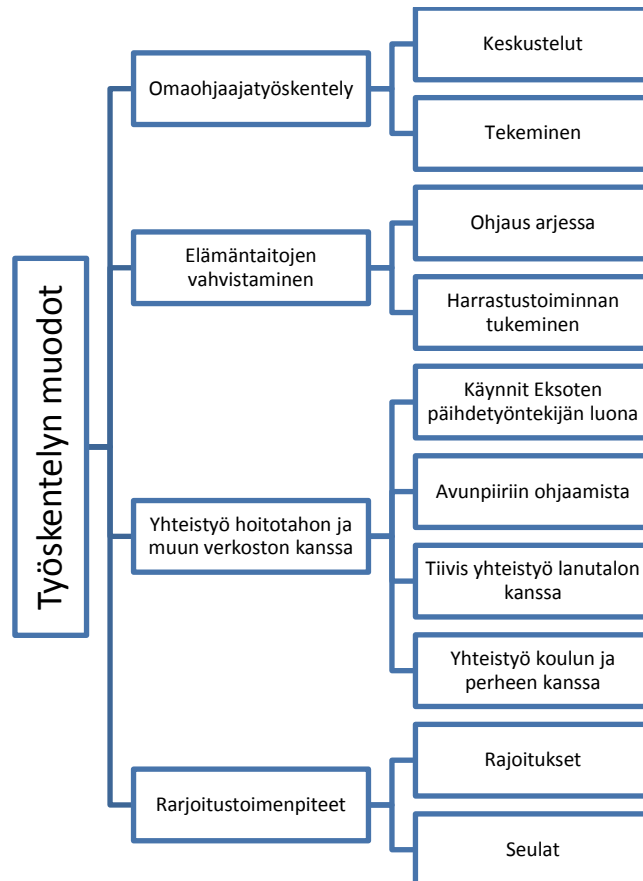 Työskentelyn muodot
Omaohjaajatyöskentely
Keskustelut
Tekeminen
Elämäntaitojen
vahvistaminen
Ohjaus arjessa
Harrastustoiminnan
tukeminen
Yhteistyö hoitotahon ja
muun verkoston kanssa
Käynnit Eksoten
päihdetyöntekijän luona
Avunpiiriin ohjaamista
Tiivis yhteistyö lanutalon
kanssa
Yhteistyö koulun ja
perheen kanssa
Rarjoitustoimenpiteet
Rajoitukset
Seulat